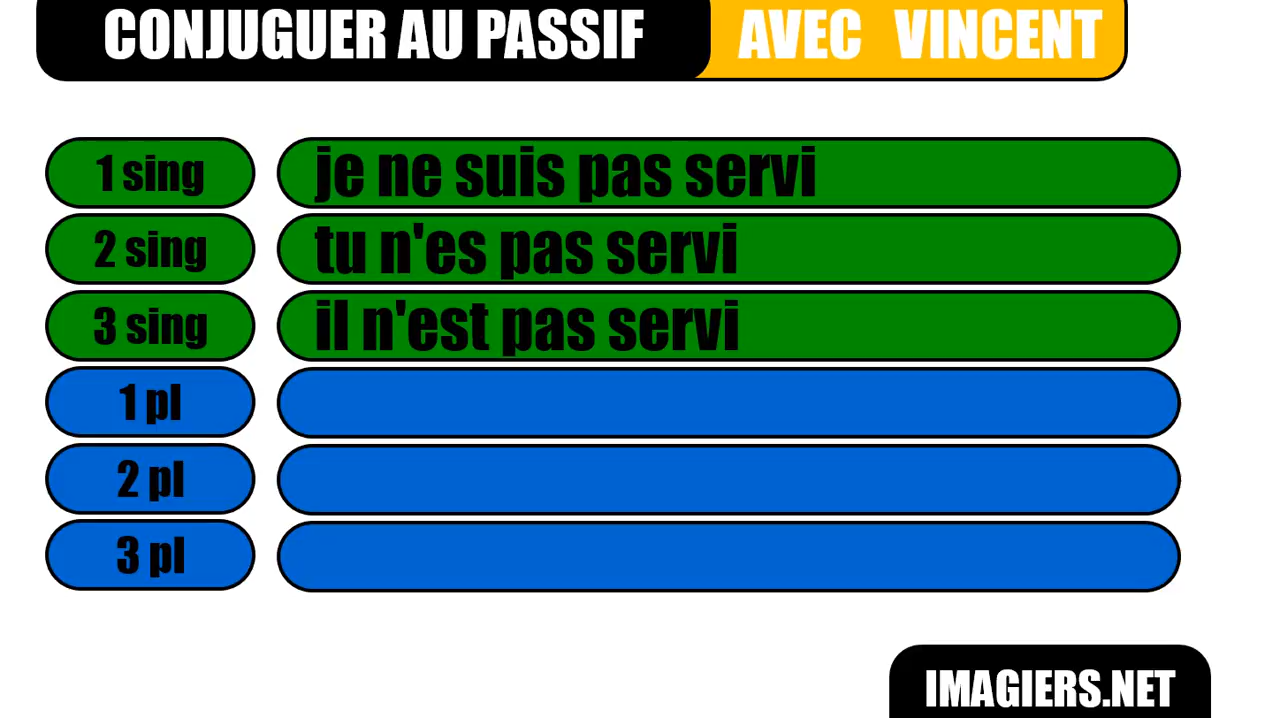 CONJUGUER AU PASSIF AVEC VINCENT
1 sing je ne suis pas servi
2 sing tu n'es pas servi
3 sing il n'est pas servi
1 pl
2 pl
3 pl
IMAGIERS.NET